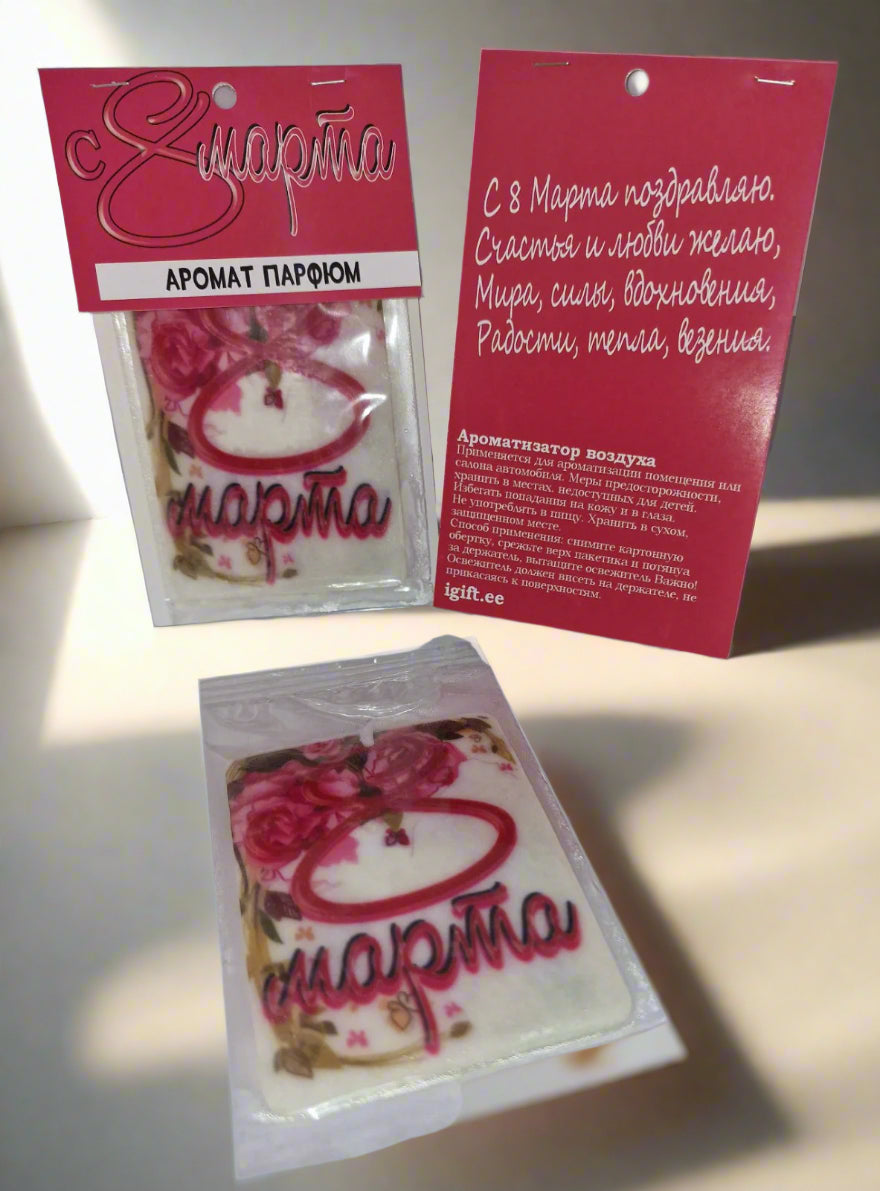 с 8 марта
АРОМАТ ПАРФЮМ
8
марта
С 8 Марта поздравляю.
Счастья и любви желаю,
Мира, силы, вдохновения,
Радости, тепла, везения.
Ароматизатор воздуха
Применяется для ароматизации помещения или
салона автомобиля. Меры предосторожности,
хранить в местах. недоступных для детей.
Избегать попадания на кожу и в глаза.
Не употреблять в пищу. Хранить в сухом,
защищенном месте.
Способ применения: снимите картонную
обертку, срежьте верх пакетика и потянув
за держатель, вытащите освежитель Важно!
Освежитель должен висеть на держателе, не
прикасаясь к поверхностям.
igift.ee
8
марта